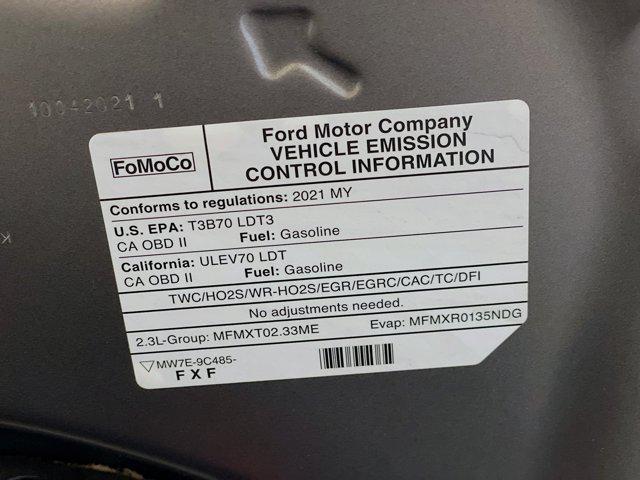 10042021 1
FoMoCo
Ford Motor Company
VEHICLE EMISSION
CONTROL INFORMATION
Conforms to regulations: 2021 MY
U.S. EPA: T3B70 LDT3
CA OBD II Fuel: Gasoline
California: ULEV70 LDT
CA OBD II Fuel: Gasoline
TWC/HO2S/WR-HO2S/EGR/EGRC/CAC/TC/DFI
No adjustments needed.
2.3L-Group: MFMXT02.33ME Evap: MFMXR0135NDG
MW7E-9C485-
F X F
K